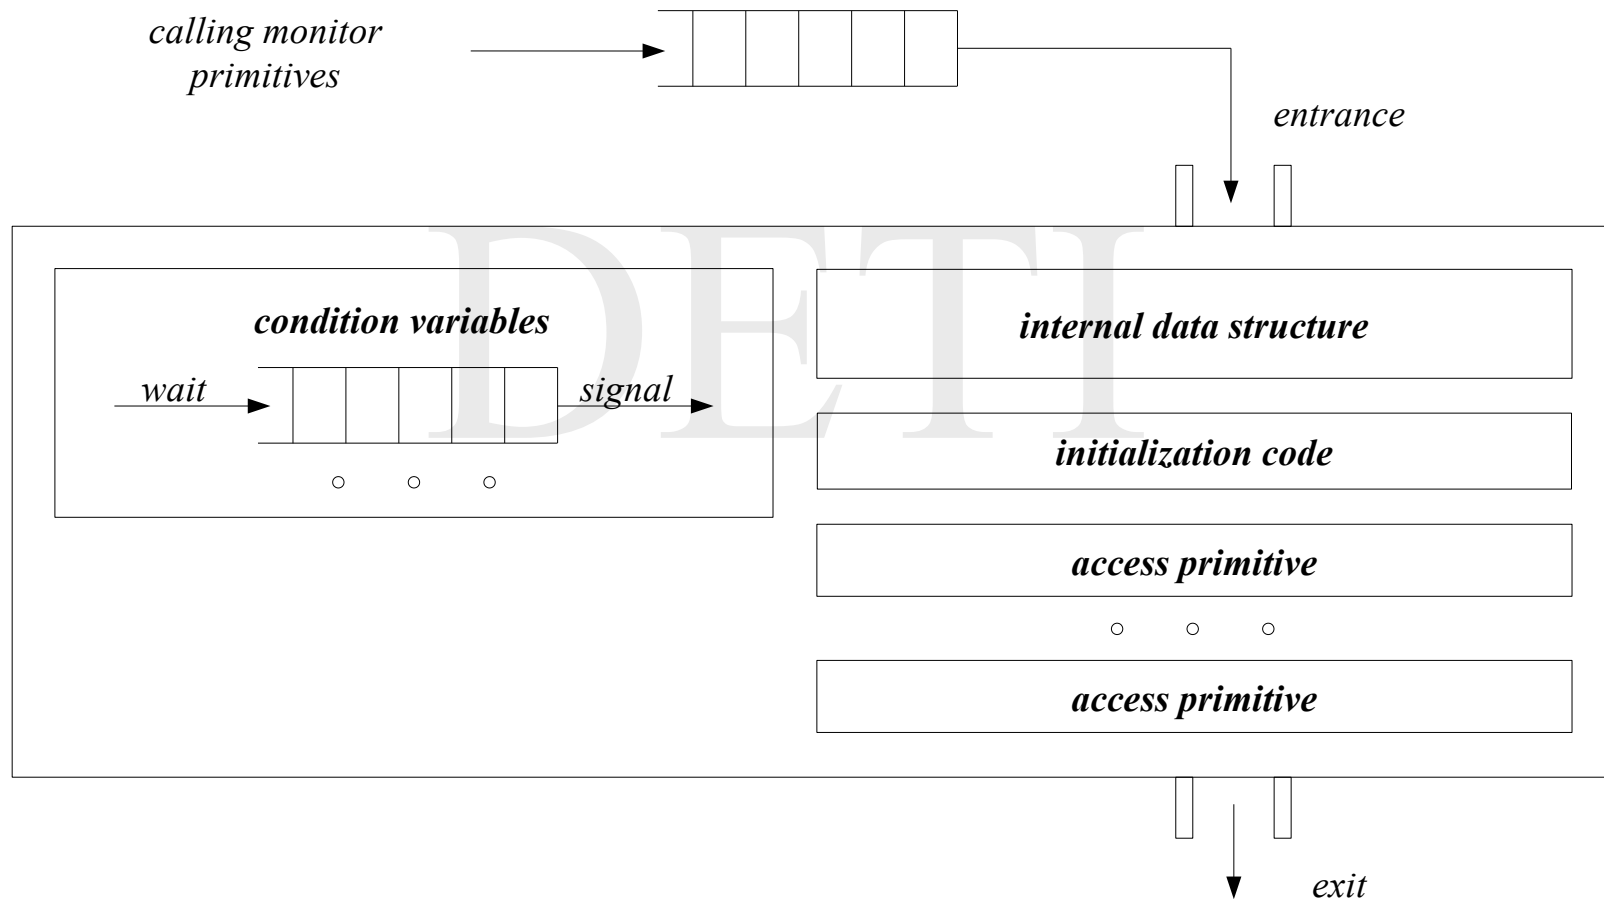 calling monitor
primitives
entrance
DETI
condition variables
wait
signal
internal data structure
initialization code
access primitive
access primitive
exit